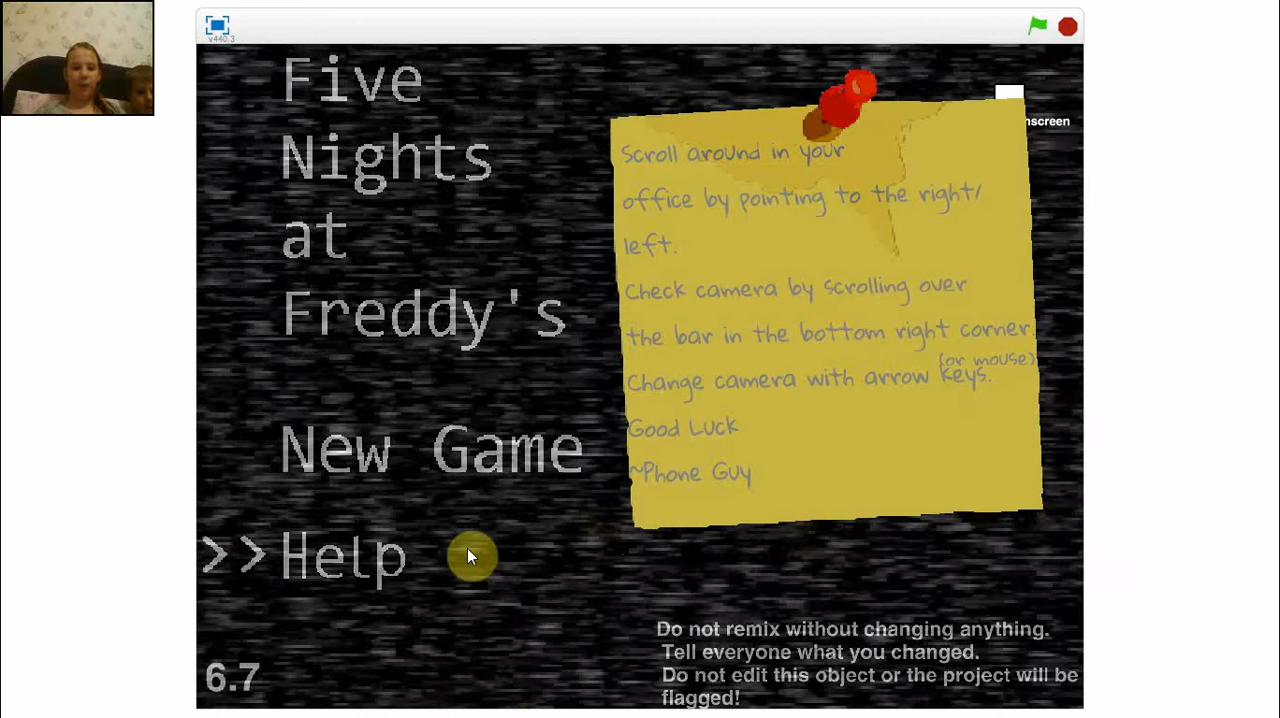 v440.3
Five
Nights
at
Freddy's
New Game
>>Help
6.7
nscreen
Scroll around in your
office by pointing to the right/
left.
Check camera by scrolling over
the bar in the bottom right corner.
(or mouse)
Change camera with arrow keys.
Good Luck
~Phone Guy
Do not remix without changing anything.
Tell everyone what you changed.
Do not edit this object or the project will be
flagged!